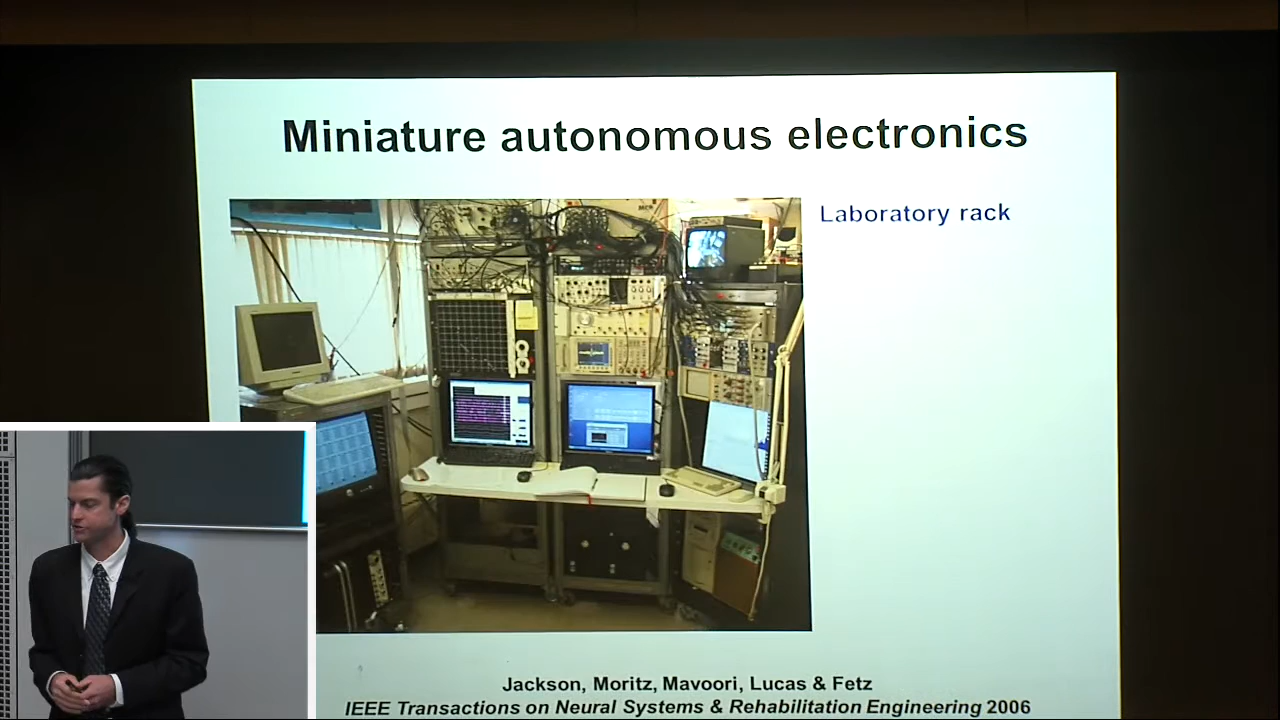 Miniature autonomous electronics
Laboratory rack
Jackson, Moritz, Mavoori, Lucas & Fetz
IEEE Transactions on Neural Systems & Rehabilitation Engineering 2006